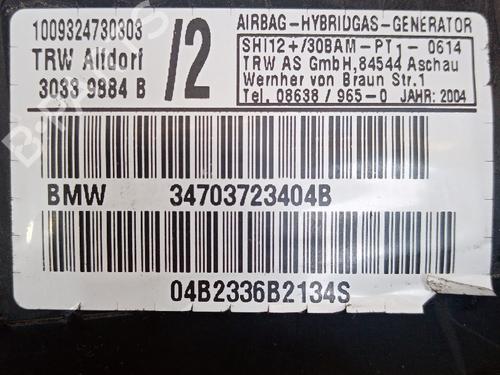 1009324730303
TRW Alfdorf
3033 9884 B
/2
AIRBAG-HYBRIDGAS-GENERATOR
SHI12+/30BAM-PT1-0614
TRW AS GmbH,84544 Aschau
Wernher von Braun Str.1
Tel. 08638/965-0 JAHR:2004
BMW 34703723404B
04B2336B2134S